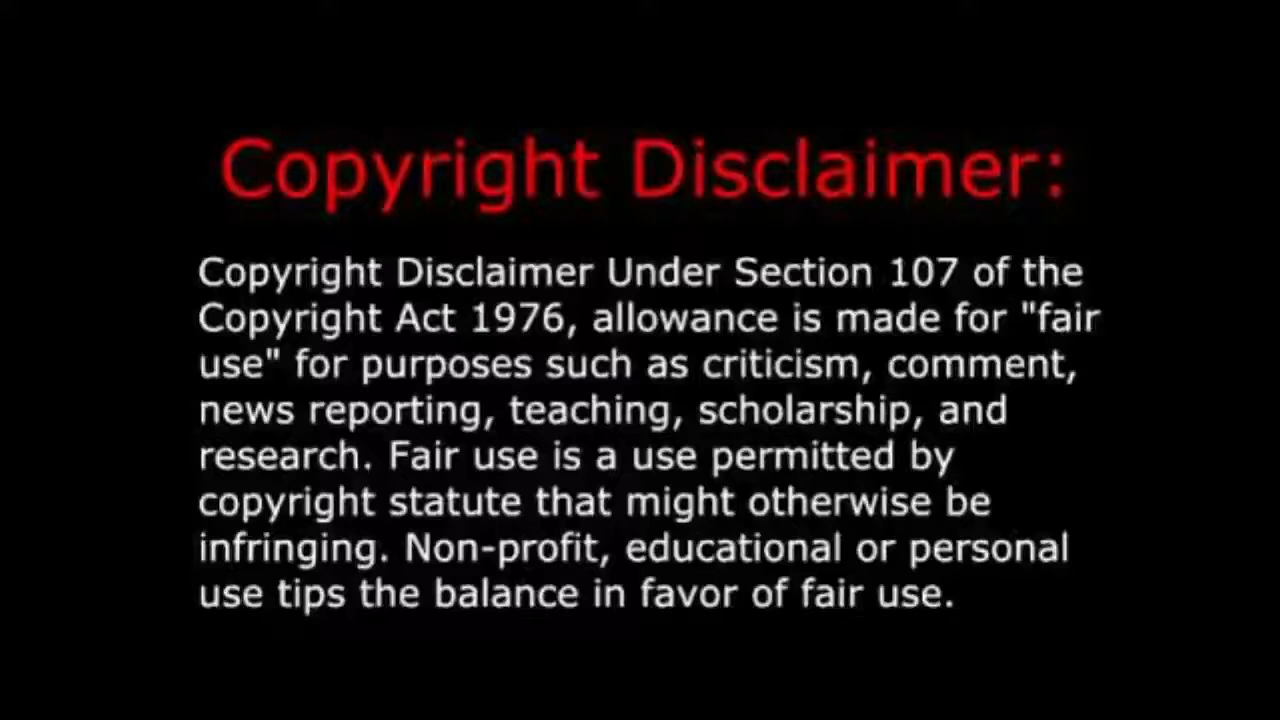 Copyright Disclaimer:
Copyright Disclaimer Under Section 107 of the
Copyright Act 1976, allowance is made for "fair
use" for purposes such as criticism, comment,
news reporting, teaching, scholarship, and
research. Fair use is a use permitted by
copyright statute that might otherwise be
infringing. Non-profit, educational or personal
use tips the balance in favor of fair use.